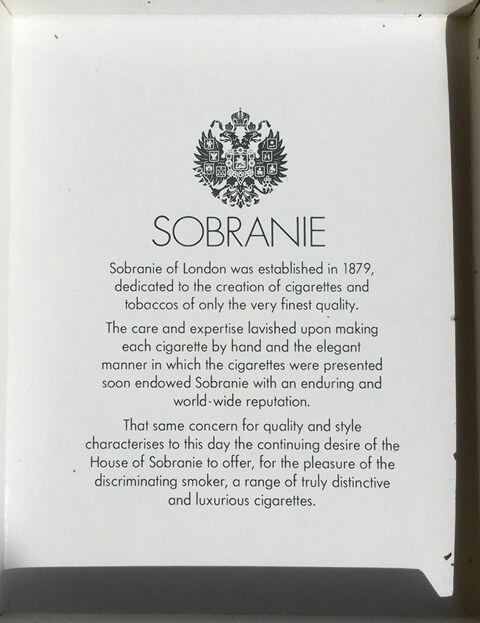 SOBRANIE
Sobranie of London was established in 1879,
dedicated to the creation of cigarettes and
tobaccos of only the very finest quality.
The care and expertise lavished upon making
each cigarette by hand and the elegant
manner in which the cigarettes were presented
soon endowed Sobranie with an enduring and
world-wide reputation.
That same concern for quality and style
characterises to this day the continuing desire of the
House of Sobranie to offer, for the pleasure of the
discriminating smoker, a range of truly distinctive
and luxurious cigarettes.